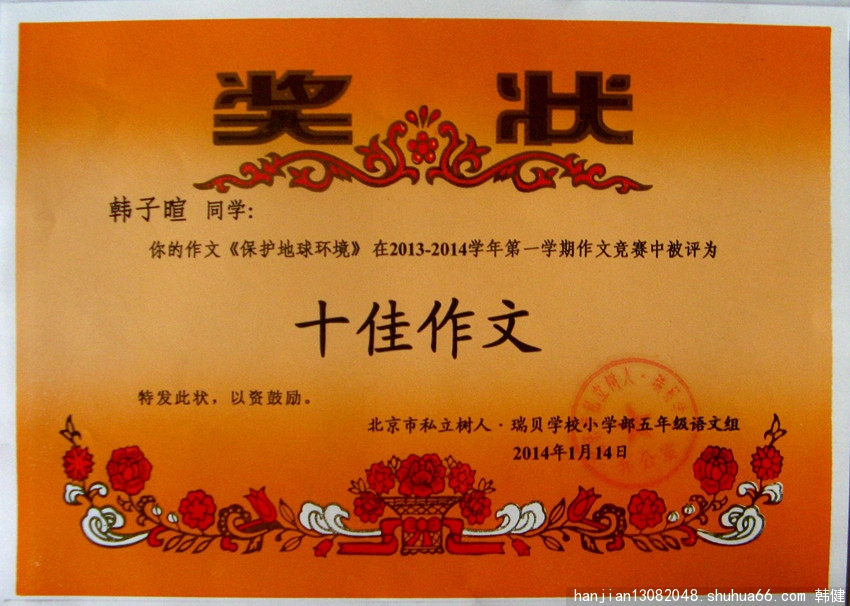 奖 状
韩子暄 同学:
你的作文《保护地球环境》在2013-2014学年第一学期作文竞赛中被评为
十佳作文
特发此状，以资鼓励。
北京市私立树人·瑞贝学校小学部五年级语文组
2014年1月14日
hanjian13082048.shuhua66.com 韩健